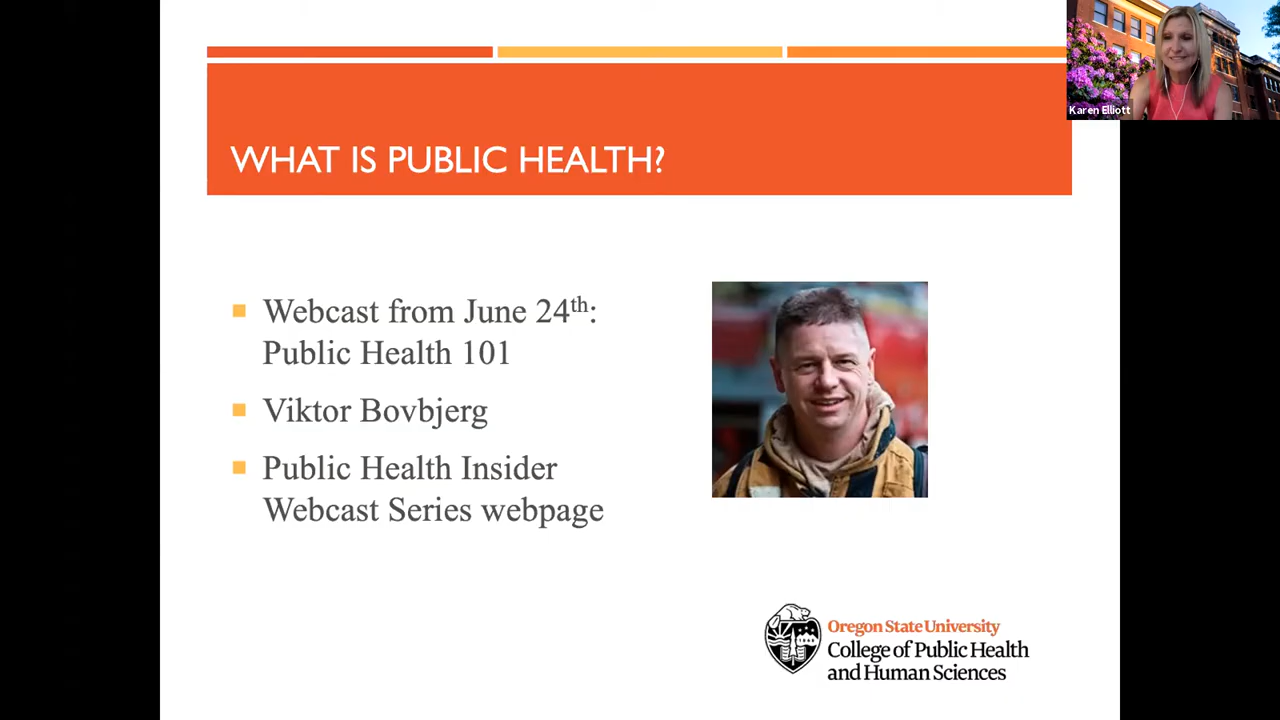 Karen Elliott
WHAT IS PUBLIC HEALTH?
Webcast from June 24th:
Public Health 101
Viktor Bovbjerg
Public Health Insider
Webcast Series webpage
Oregon State University
College of Public Health
and Human Sciences